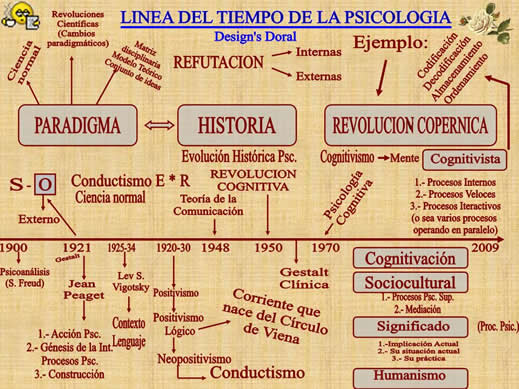 LINEA DEL TIEMPO DE LA PSICOLOGIA
Design's Doral
Revoluciones
Científicas
(Cambios
paradigmáticos)
Ciencia
normal
Matriz
disciplinaria
Modelo Teórico
Conjunto de ideas
REFUTACION
Internas
Externas
Ejemplo:
Codificación
Decodificación
Almacenamiento
Ordenamiento
PARADIGMA
HISTORIA
REVOLUCION COPERNICA
Evolución Histórica Psc.
Cognitivismo
Mente
Cognitivista
1.- Procesos Internos
2.- Procesos Veloces
3.- Procesos Iteractivos
(o sea varios procesos
operando en paralelo)
S - O
Externo
Conductismo E * R
Ciencia normal
REVOLUCION
COGNITIVA
Teoría de la
Comunicación
Psicología
Cognitiva
1900
1921
1925-34
1920-30
1948
1950
1970
2009
Gestalt
Psicoanálisis
(S. Freud)
Jean
Peaget
1.- Acción Psc.
2.- Génesis de la Int.
Procesos Psc.
3.- Construcción
Lev S.
Vigotsky
Contexto
Lenguaje
Positivismo
Positivismo
Lógico
Neopositivismo
Conductismo
Corriente que
nace del Círculo
de Viena
Gestalt
Clínica
Cognitivación
Sociocultural
1.- Procesos Psc. Sup.
2.- Mediación
Significado
(Proc. Psic.)
1.-Implicación Actual
2.- Su situación actual
3.- Su práctica
Humanismo